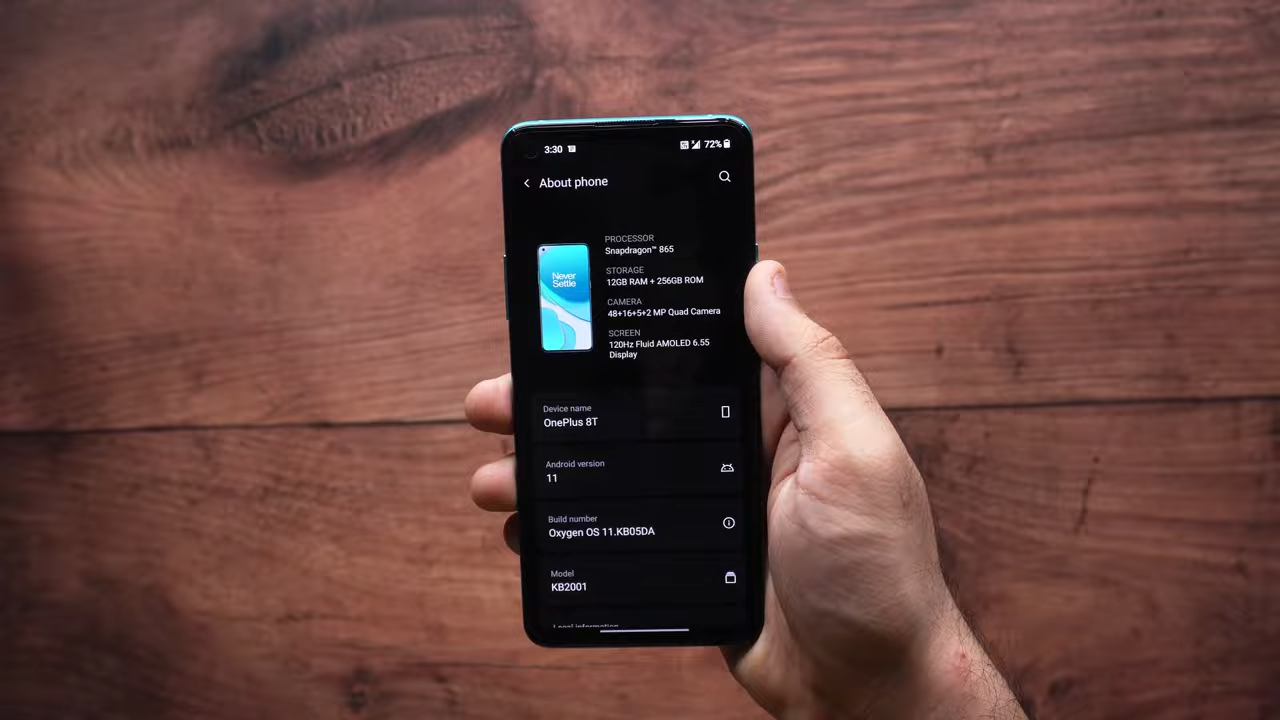 3:30
72%
About phone
Never
Settle
PROCESSOR
Snapdragon™ 865
STORAGE
12GB RAM + 256GB ROM
CAMERA
48+16+5+2 MP Quad Camera
SCREEN
120Hz Fluid AMOLED 6.55
Display
Device name
OnePlus 8T
Android version
11
Build number
Oxygen OS 11.KB05DA
Model
KB2001
Legal information